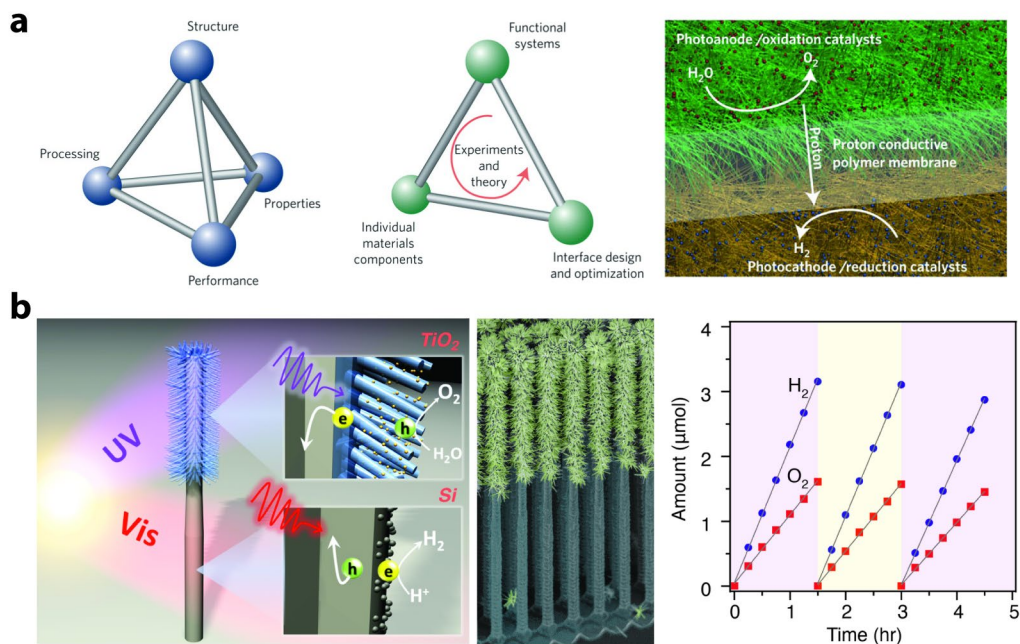 a
Structure
Processing
Properties
Performance
Functional
systems
Experiments
and
theory
Individual
materials
components
Interface design
and optimization
Photoanode /oxidation catalysts
O2
H2O
Proton
Proton conductive
polymer membrane
H2
Photocathode /reduction catalysts
b
TiO2
UV
e
h
O2
H2O
Vis
Si
h
e
H2
H+
Amount (μmol)
4
3
2
1
0
H2
O2
0 1 2 3 4 5
Time (hr)